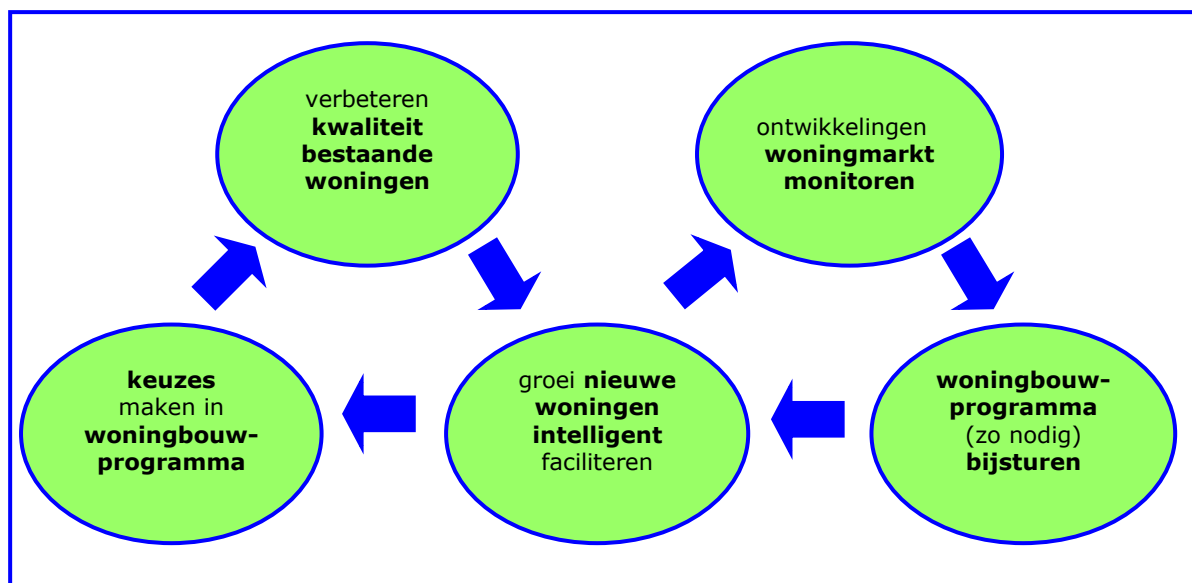 verbeteren
kwaliteit
bestaande
woningen
ontwikkelingen
woningmarkt
monitoren
keuzes
maken in
woningbouw-
programma
groei nieuwe
woningen
intelligent
faciliteren
woningbouw-
programma
(zo nodig)
bijsturen